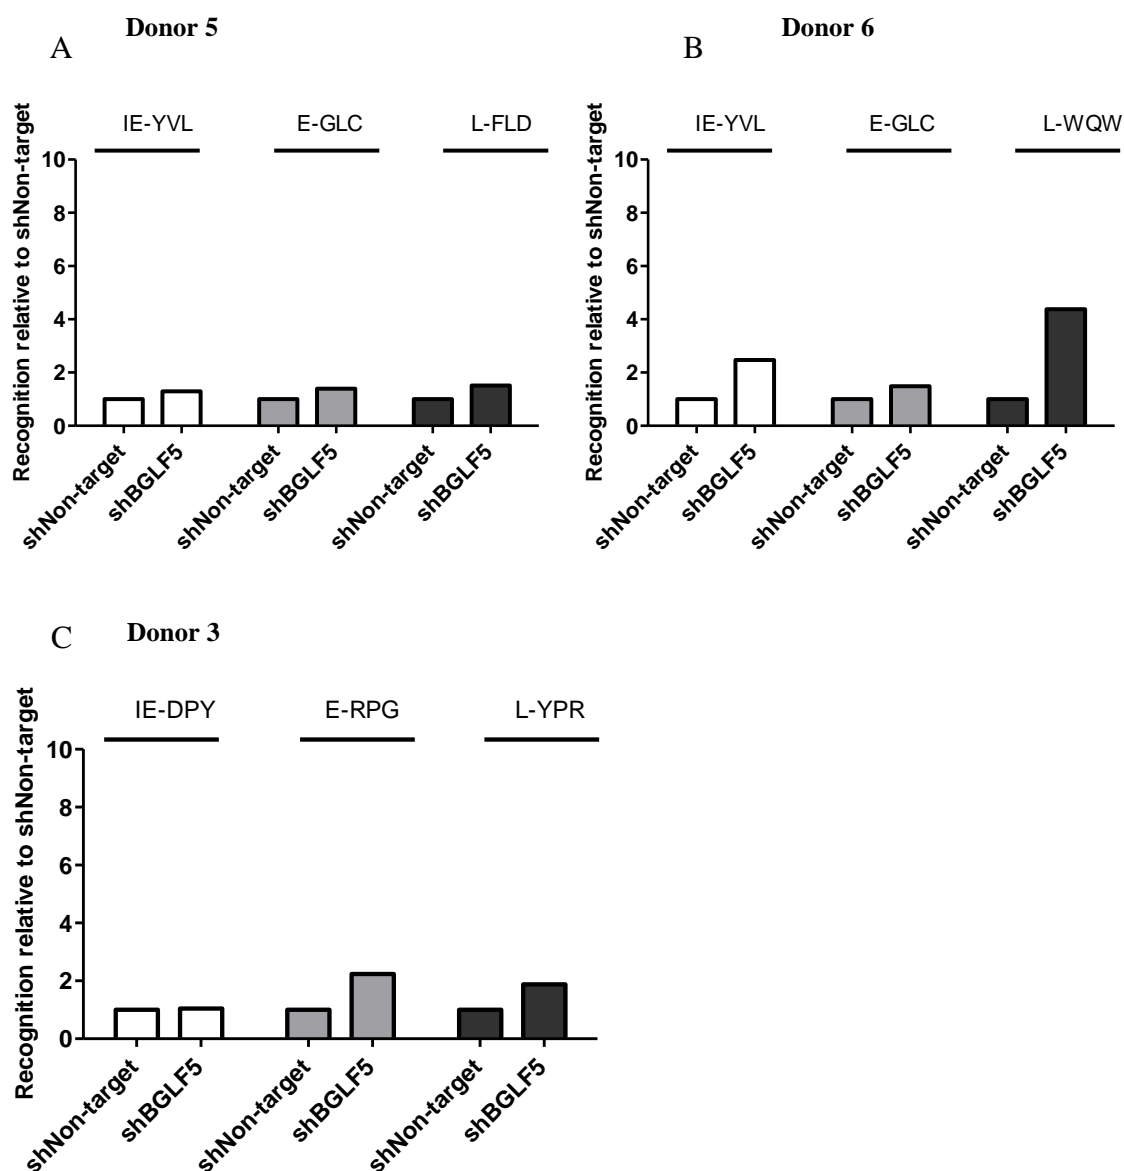 A Donor 5
Recognition relative to shNon-target
IE-YVL E-GLC L-FLD
10
8
6
4
2
0
shNon-target shBGLF5 shNon-target shBGLF5 shNon-target shBGLF5
B Donor 6
Recognition relative to shNon-target
IE-YVL E-GLC L-WQW
10
8
6
4
2
0
shNon-target shBGLF5 shNon-target shBGLF5 shNon-target shBGLF5
C Donor 3
Recognition relative to shNon-target
IE-DPY E-RPG L-YPR
10
8
6
4
2
0
shNon-target shBGLF5 shNon-target shBGLF5 shNon-target shBGLF5